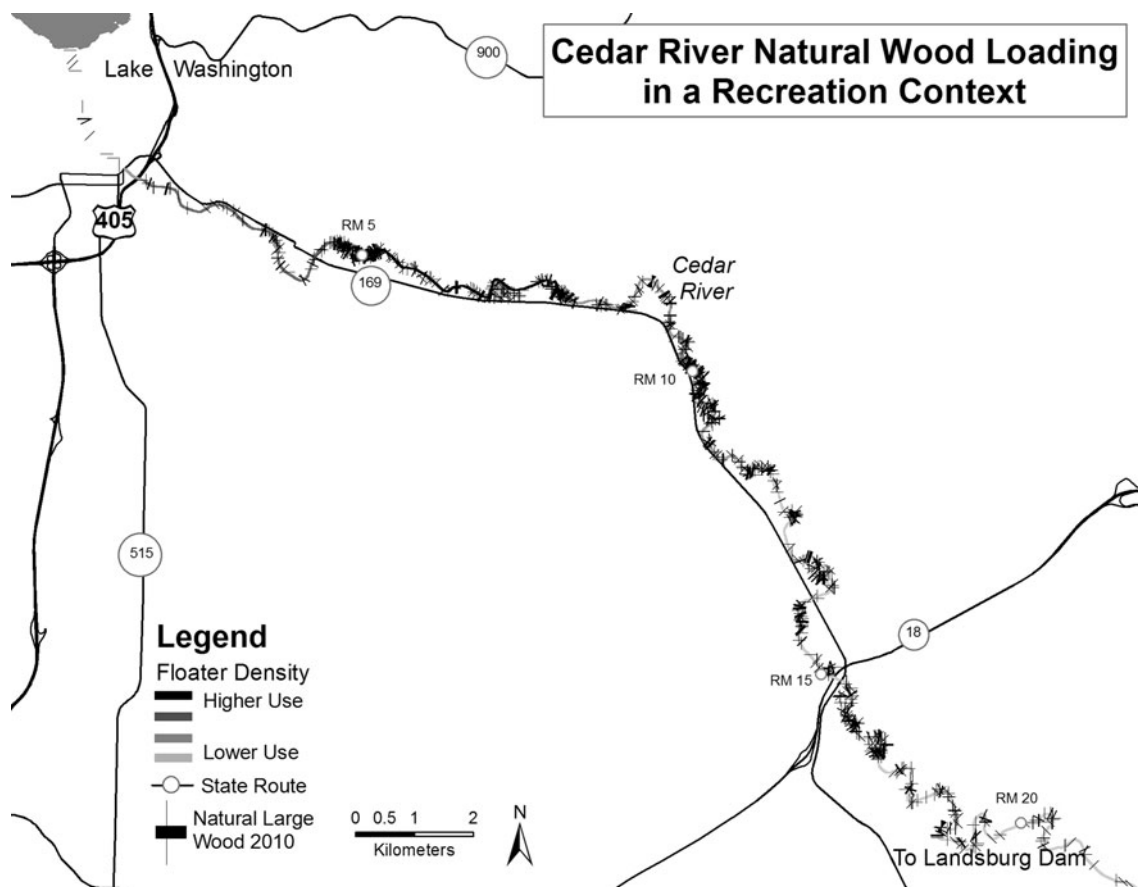 Cedar River Natural Wood Loading
in a Recreation Context
900
Lake Washington
405
RM 5
169
Cedar
River
RM 10
515
18
RM 15
RM 20
To Landsburg Dam
Legend
Floater Density
Higher Use
Lower Use
State Route
Natural Large
Wood 2010
0 0.5 1 2
Kilometers
N